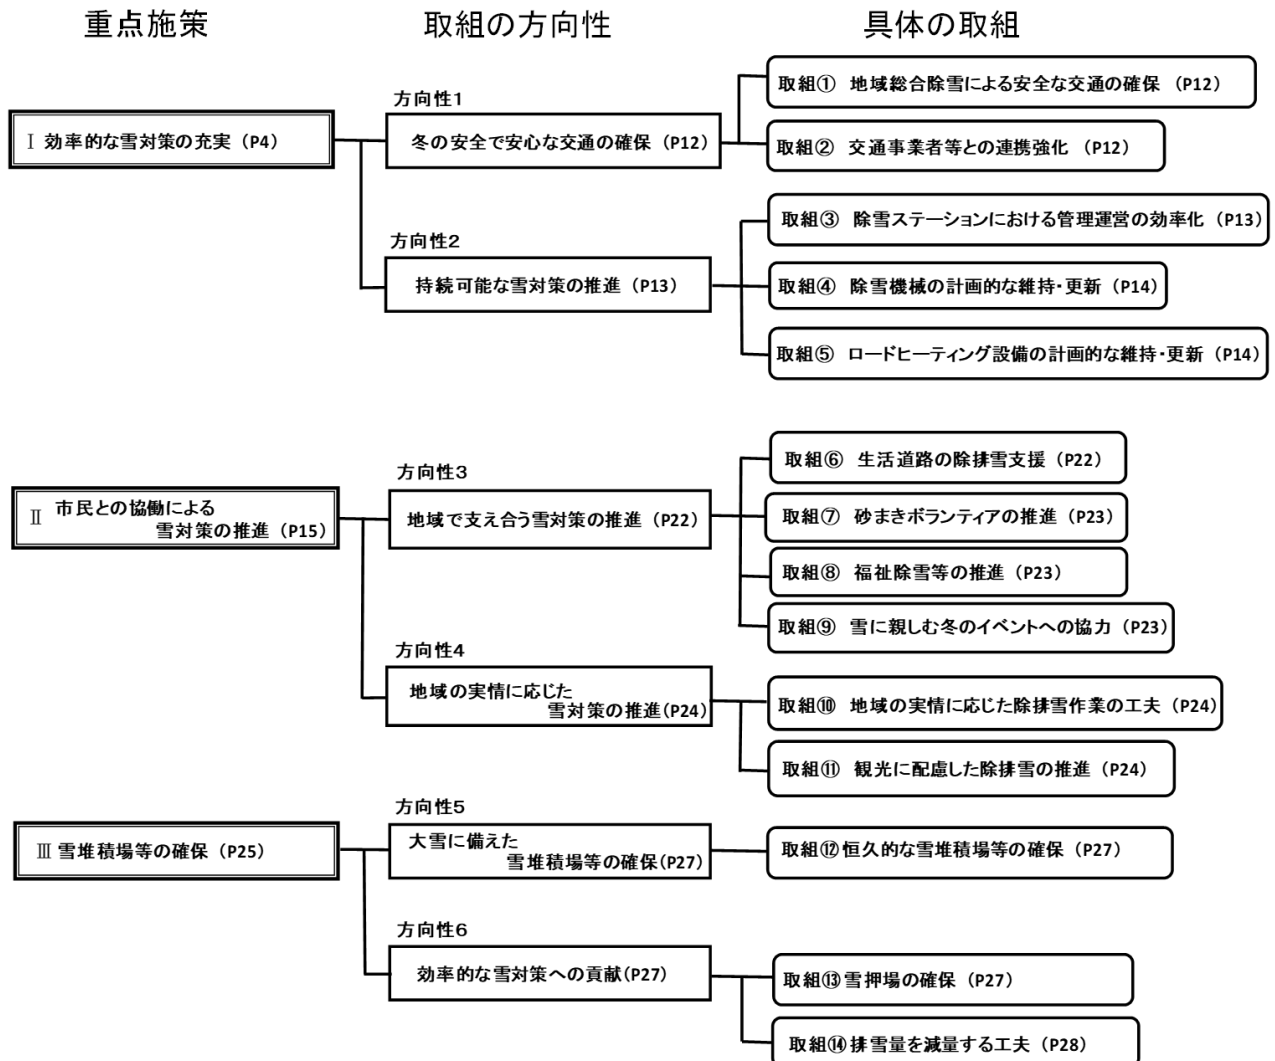 重点施策
取組の方向性
具体の取組
Ⅰ 効率的な雪対策の充実（P4）
方向性1
冬の安全で安心な交通の確保（P12）
取組① 地域総合除雪による安全な交通の確保（P12）
取組② 交通事業者等との連携強化（P12）
方向性2
持続可能な雪対策の推進（P13）
取組③ 除雪ステーションにおける管理運営の効率化（P13）
取組④ 除雪機械の計画的な維持・更新（P14）
取組⑤ ロードヒーティング設備の計画的な維持・更新（P14）
Ⅱ 市民との協働による
雪対策の推進（P15）
方向性3
地域で支え合う雪対策の推進（P22）
取組⑥ 生活道路の除排雪支援（P22）
取組⑦ 砂まきボランティアの推進（P23）
取組⑧ 福祉除雪等の推進（P23）
取組⑨ 雪に親しむ冬のイベントへの協力（P23）
方向性4
地域の実情に応じた
雪対策の推進(P24)
取組⑩ 地域の実情に応じた除排雪作業の工夫（P24）
取組⑪ 観光に配慮した除排雪の推進（P24）
Ⅲ 雪堆積場等の確保（P25）
方向性5
大雪に備えた
雪堆積場等の確保(P27)
取組⑫ 恒久的な雪堆積場等の確保（P27）
方向性6
効率的な雪対策への貢献(P27)
取組⑬ 雪押場の確保（P27）
取組⑭ 排雪量を減量する工夫（P28）